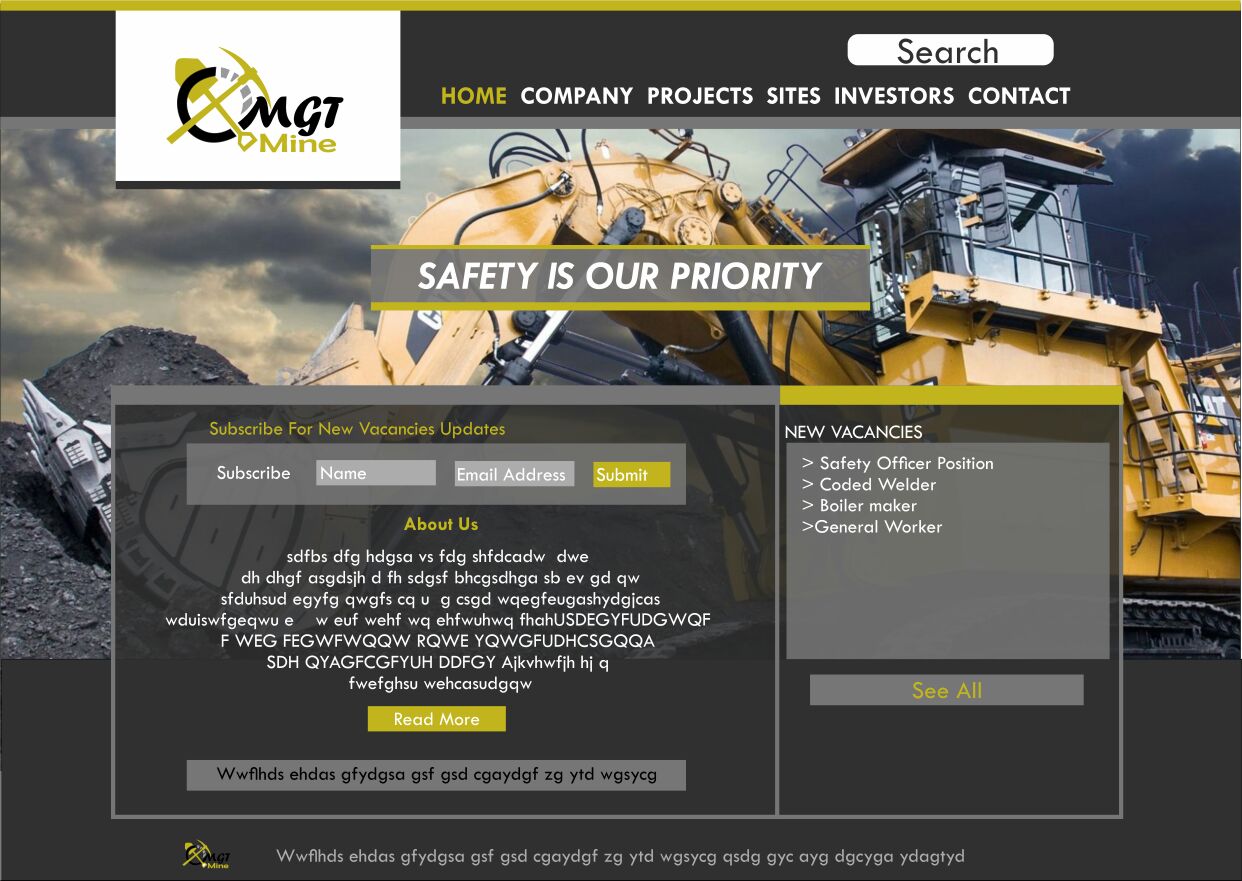 Search
MGT
Mine
HOME COMPANY PROJECTS SITES INVESTORS CONTACT
SAFETY IS OUR PRIORITY
CAT
Subscribe For New Vacancies Updates
Subscribe Name Email Address Submit
About Us
sdfbs dfg hdgsa vs fdg shfdcadw dwe
dh dhgf asgdsjh d fh sdgsf bhcgsdhga sb ev gd qw
sfduhsud egyfg qwgfs cq u g csgd wqegfeugashydgjcas
wduiswfgeqwu e w euf wehf wq ehfwuhwq fhahUSDEGYFUDGWQF
F WEG FEGWFWQQW RQWE YQWGFUDHCSGQQA
SDH QYAGFCGFYUH DDFGY Ajkvhwfjh hj q
fwefghsu wehcasudgqw
Read More
Wwflhds ehdas gfydgsa gsf gsd cgaydgf zg ytd wgsycg
NEW VACANCIES
> Safety Officer Position
> Coded Welder
> Boiler maker
>General Worker
See All
MGT
Mine
Wwflhds ehdas gfydgsa gsf gsd cgaydgf zg ytd wgsycg qsdg gyc ayg dgcyga ydagtyd